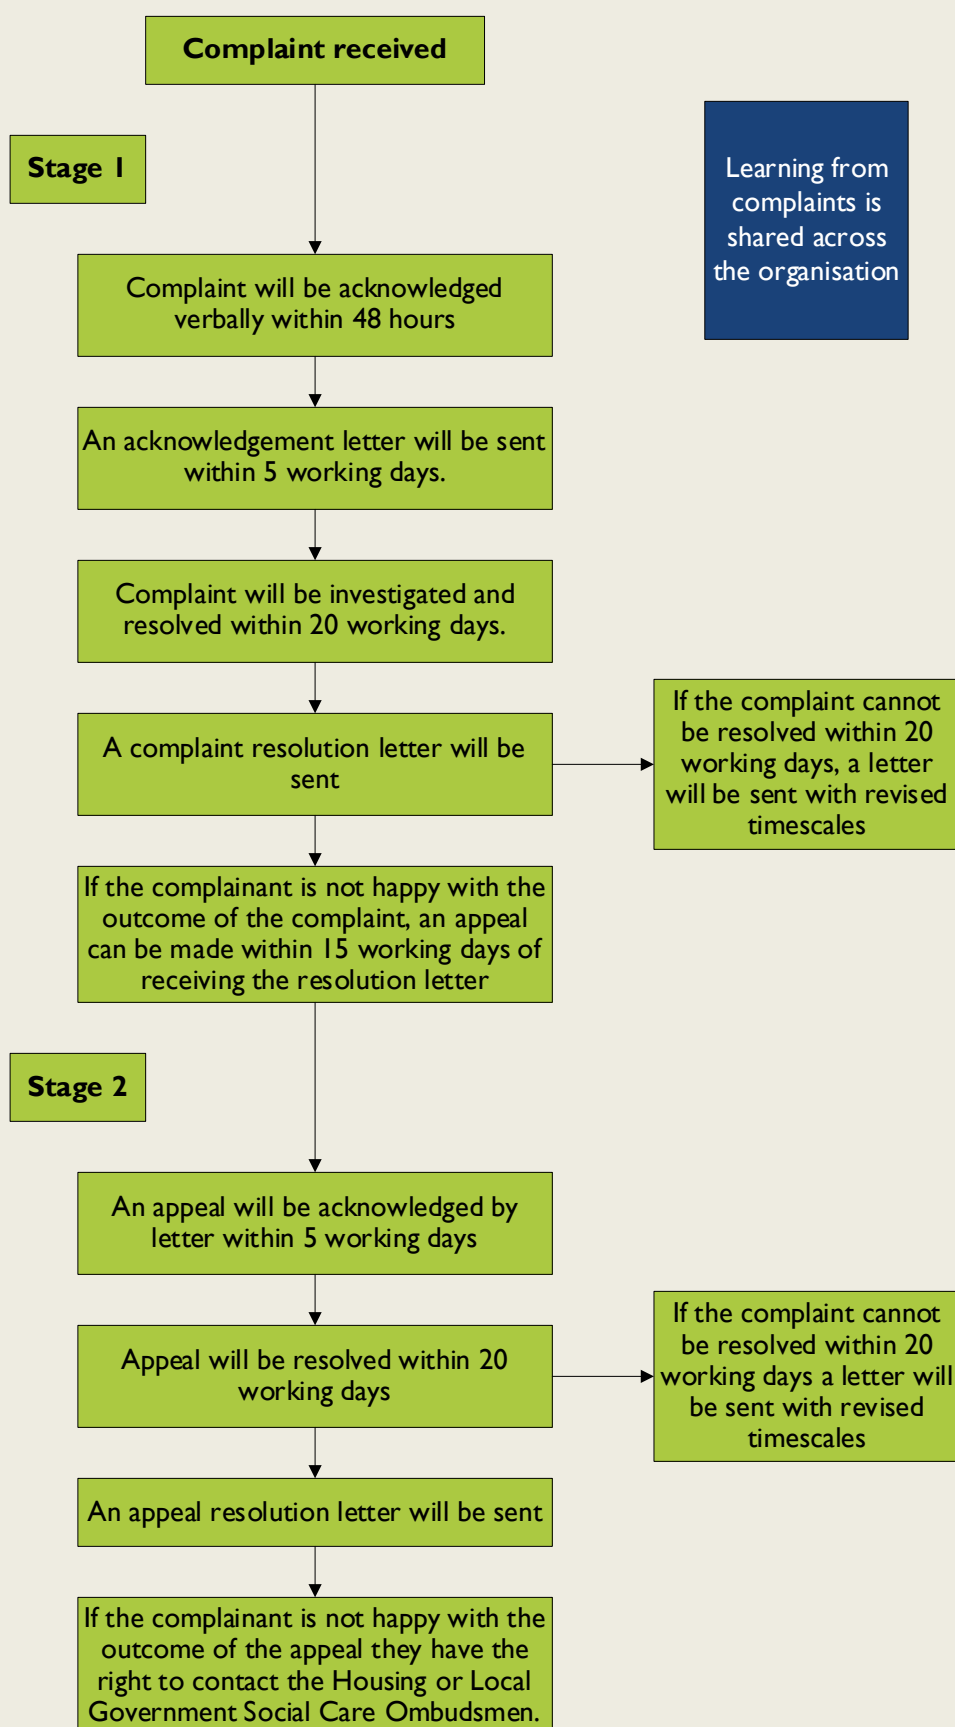 Complaint received
Stage 1
Learning from
complaints is
shared across
the organisation
Complaint will be acknowledged
verbally within 48 hours
An acknowledgement letter will be sent
within 5 working days.
Complaint will be investigated and
resolved within 20 working days.
A complaint resolution letter will be
sent
If the complaint cannot
be resolved within 20
working days, a letter
will be sent with revised
timescales
If the complainant is not happy with the
outcome of the complaint, an appeal
can be made within 15 working days of
receiving the resolution letter
Stage 2
An appeal will be acknowledged by
letter within 5 working days
Appeal will be resolved within 20
working days
If the complaint cannot
be resolved within 20
working days a letter will
be sent with revised
timescales
An appeal resolution letter will be sent
If the complainant is not happy with the
outcome of the appeal they have the
right to contact the Housing or Local
Government Social Care Ombudsmen.